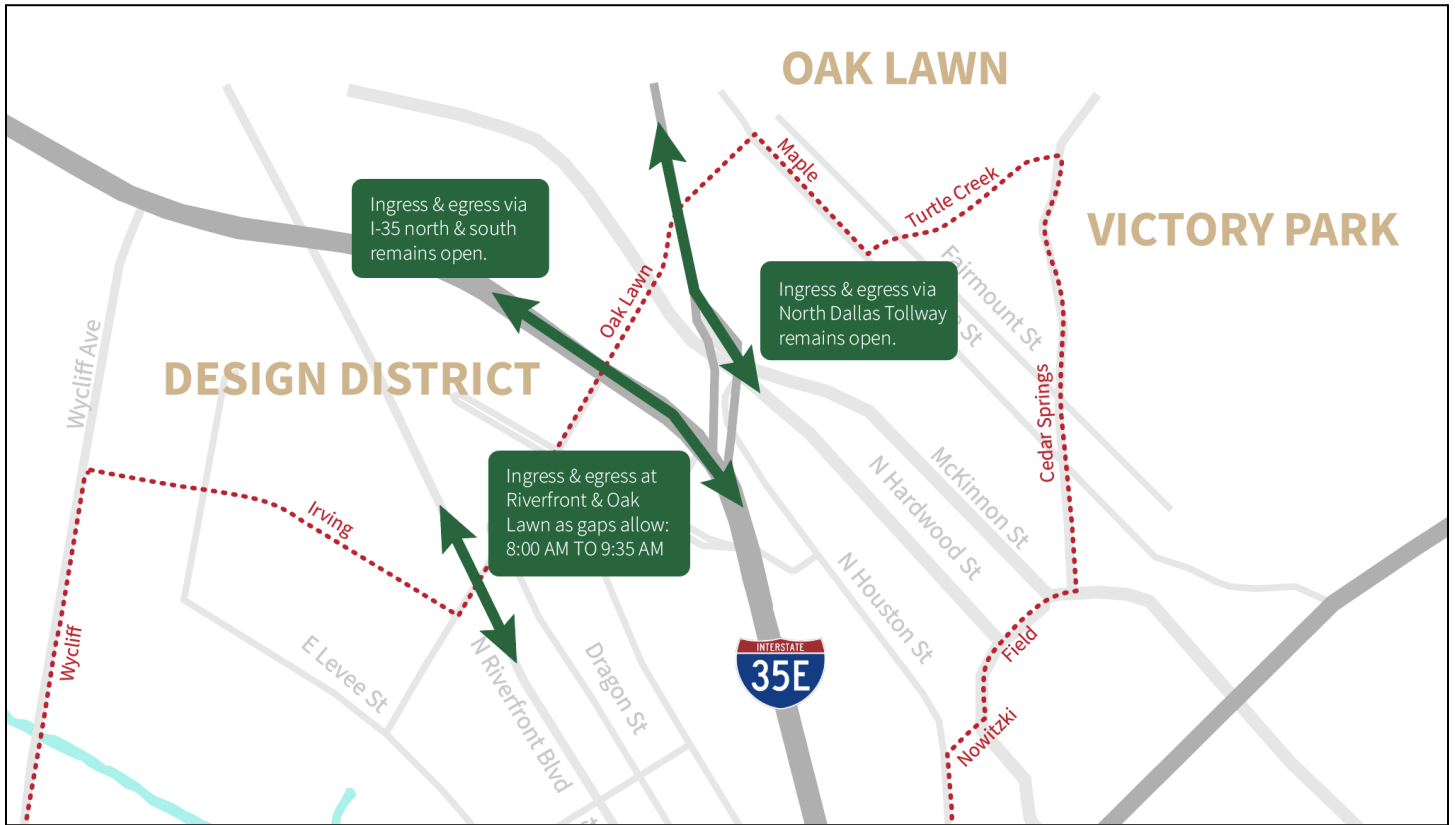 OAK LAWN
Maple
Turtle Creek
VICTORY PARK
Ingress & egress via
I-35 north & south
remains open.
Fairmount St
St
Ingress & egress via
North Dallas Tollway
remains open.
Oak Lawn
Wycliff Ave
DESIGN DISTRICT
Cedar Springs
Ingress & egress at
Riverfront & Oak
Lawn as gaps allow:
8:00 AM TO 9:35 AM
McKinnon St
N Hardwood St
Irving
N Houston St
Wycliff
E Levee St
N Riverfront Blvd
Dragon St
INTERSTATE
35E
Field
Nowitzki